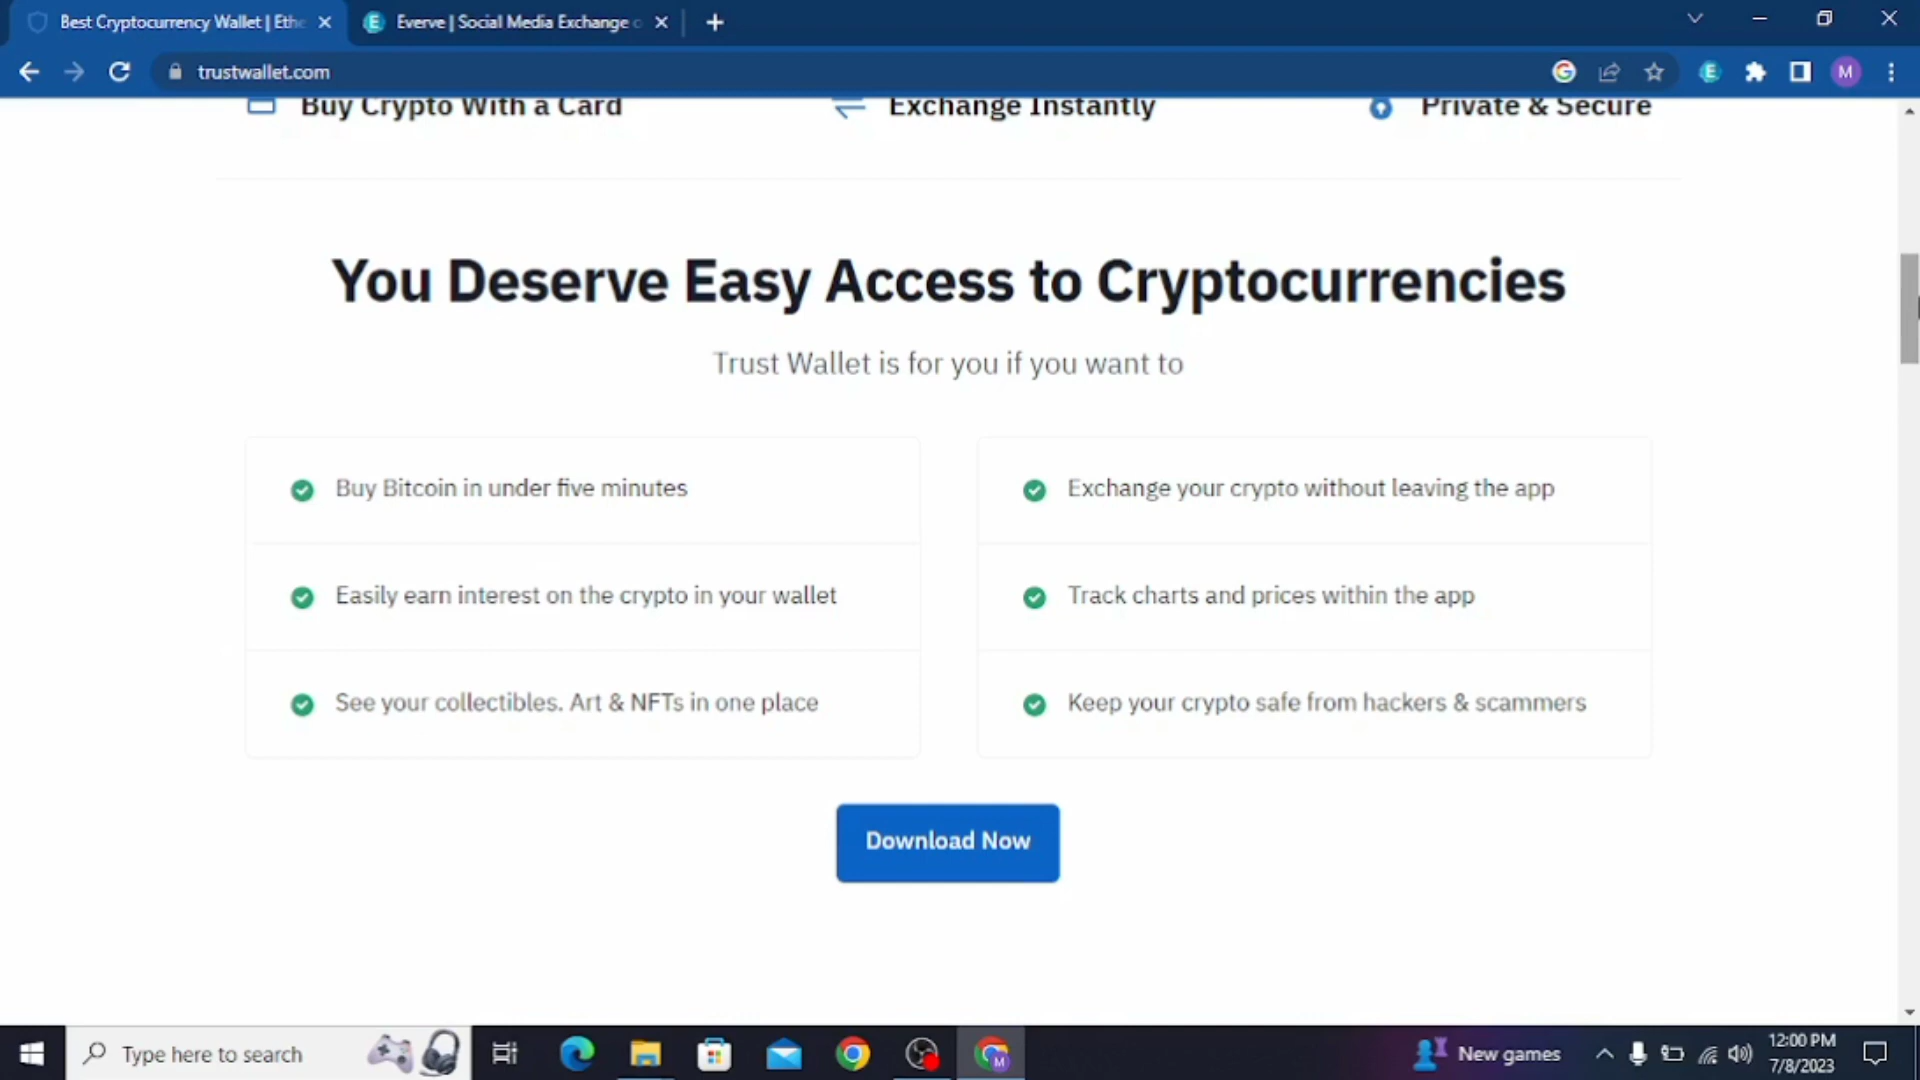 Best Cryptocurrency Wallet | Ethe
Everve | Social Media Exchange
trustwallet.com
M
Buy Crypto With a Card
Exchange Instantly
Private & Secure
You Deserve Easy Access to Cryptocurrencies
Trust Wallet is for you if you want to
Buy Bitcoin in under five minutes
Exchange your crypto without leaving the app
Easily earn interest on the crypto in your wallet
Track charts and prices within the app
See your collectibles. Art & NFTs in one place
Keep your crypto safe from hackers & scammers
Download Now
Type here to search
New games
12:00 PM
7/8/2023